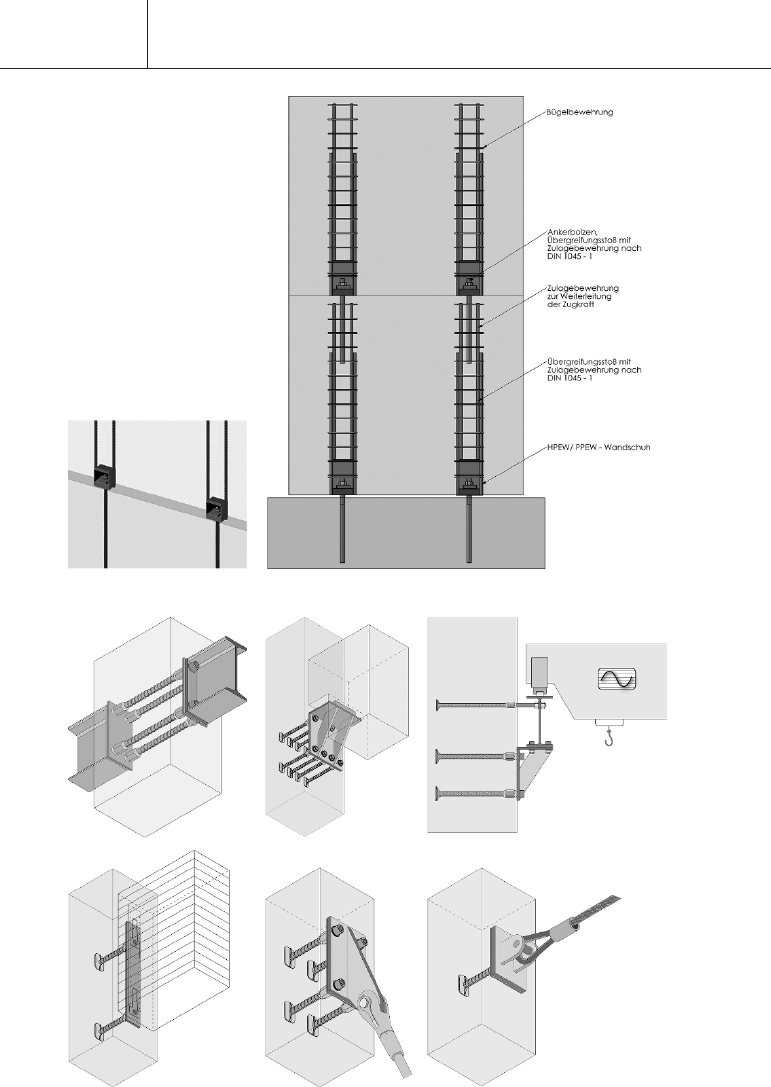 Bügelbewehrung
Ankerbolzen,
Übergreifungsstoß mit
Zulagebewehrung nach
DIN 1045 - 1
Zulagebewehrung
zur Weiterleitung
der Zugkraft
Übergreifungsstoß mit
Zulagebewehrung nach
DIN 1045 - 1
HPEW/ PPEW - Wandschuh